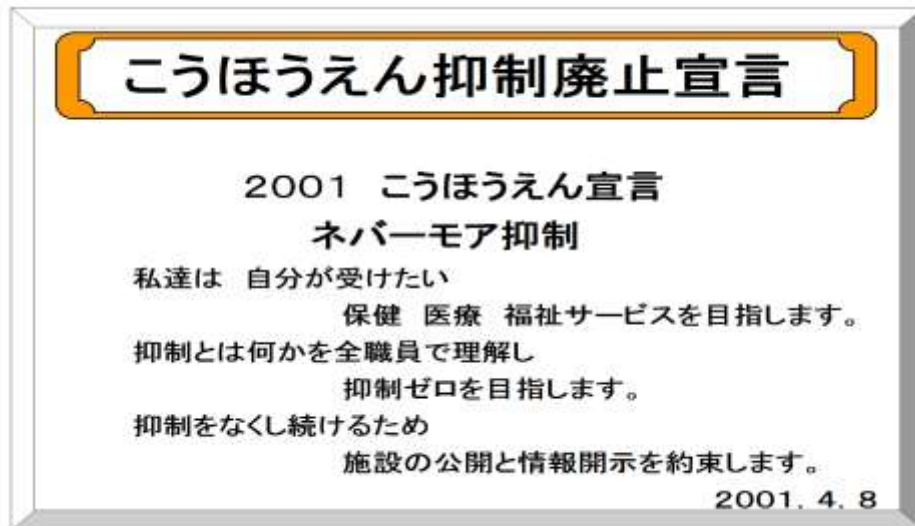 こうほうえん抑制廃止宣言
2001　こうほうえん宣言
ネバーモア抑制
私達は　自分が受けたい
保健　医療　福祉サービスを目指します。
抑制とは何かを全職員で理解し
抑制ゼロを目指します。
抑制をなくし続けるため
施設の公開と情報開示を約束します。
2001. 4. 8